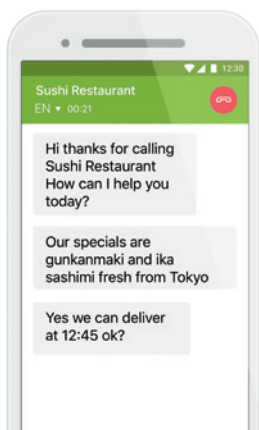 12:30
Sushi Restaurant
EN ▾ 00:21
Hi thanks for calling
Sushi Restaurant
How can I help you
today?
Our specials are
gunkanmaki and ika
sashimi fresh from Tokyo
Yes we can deliver
at 12:45 ok?